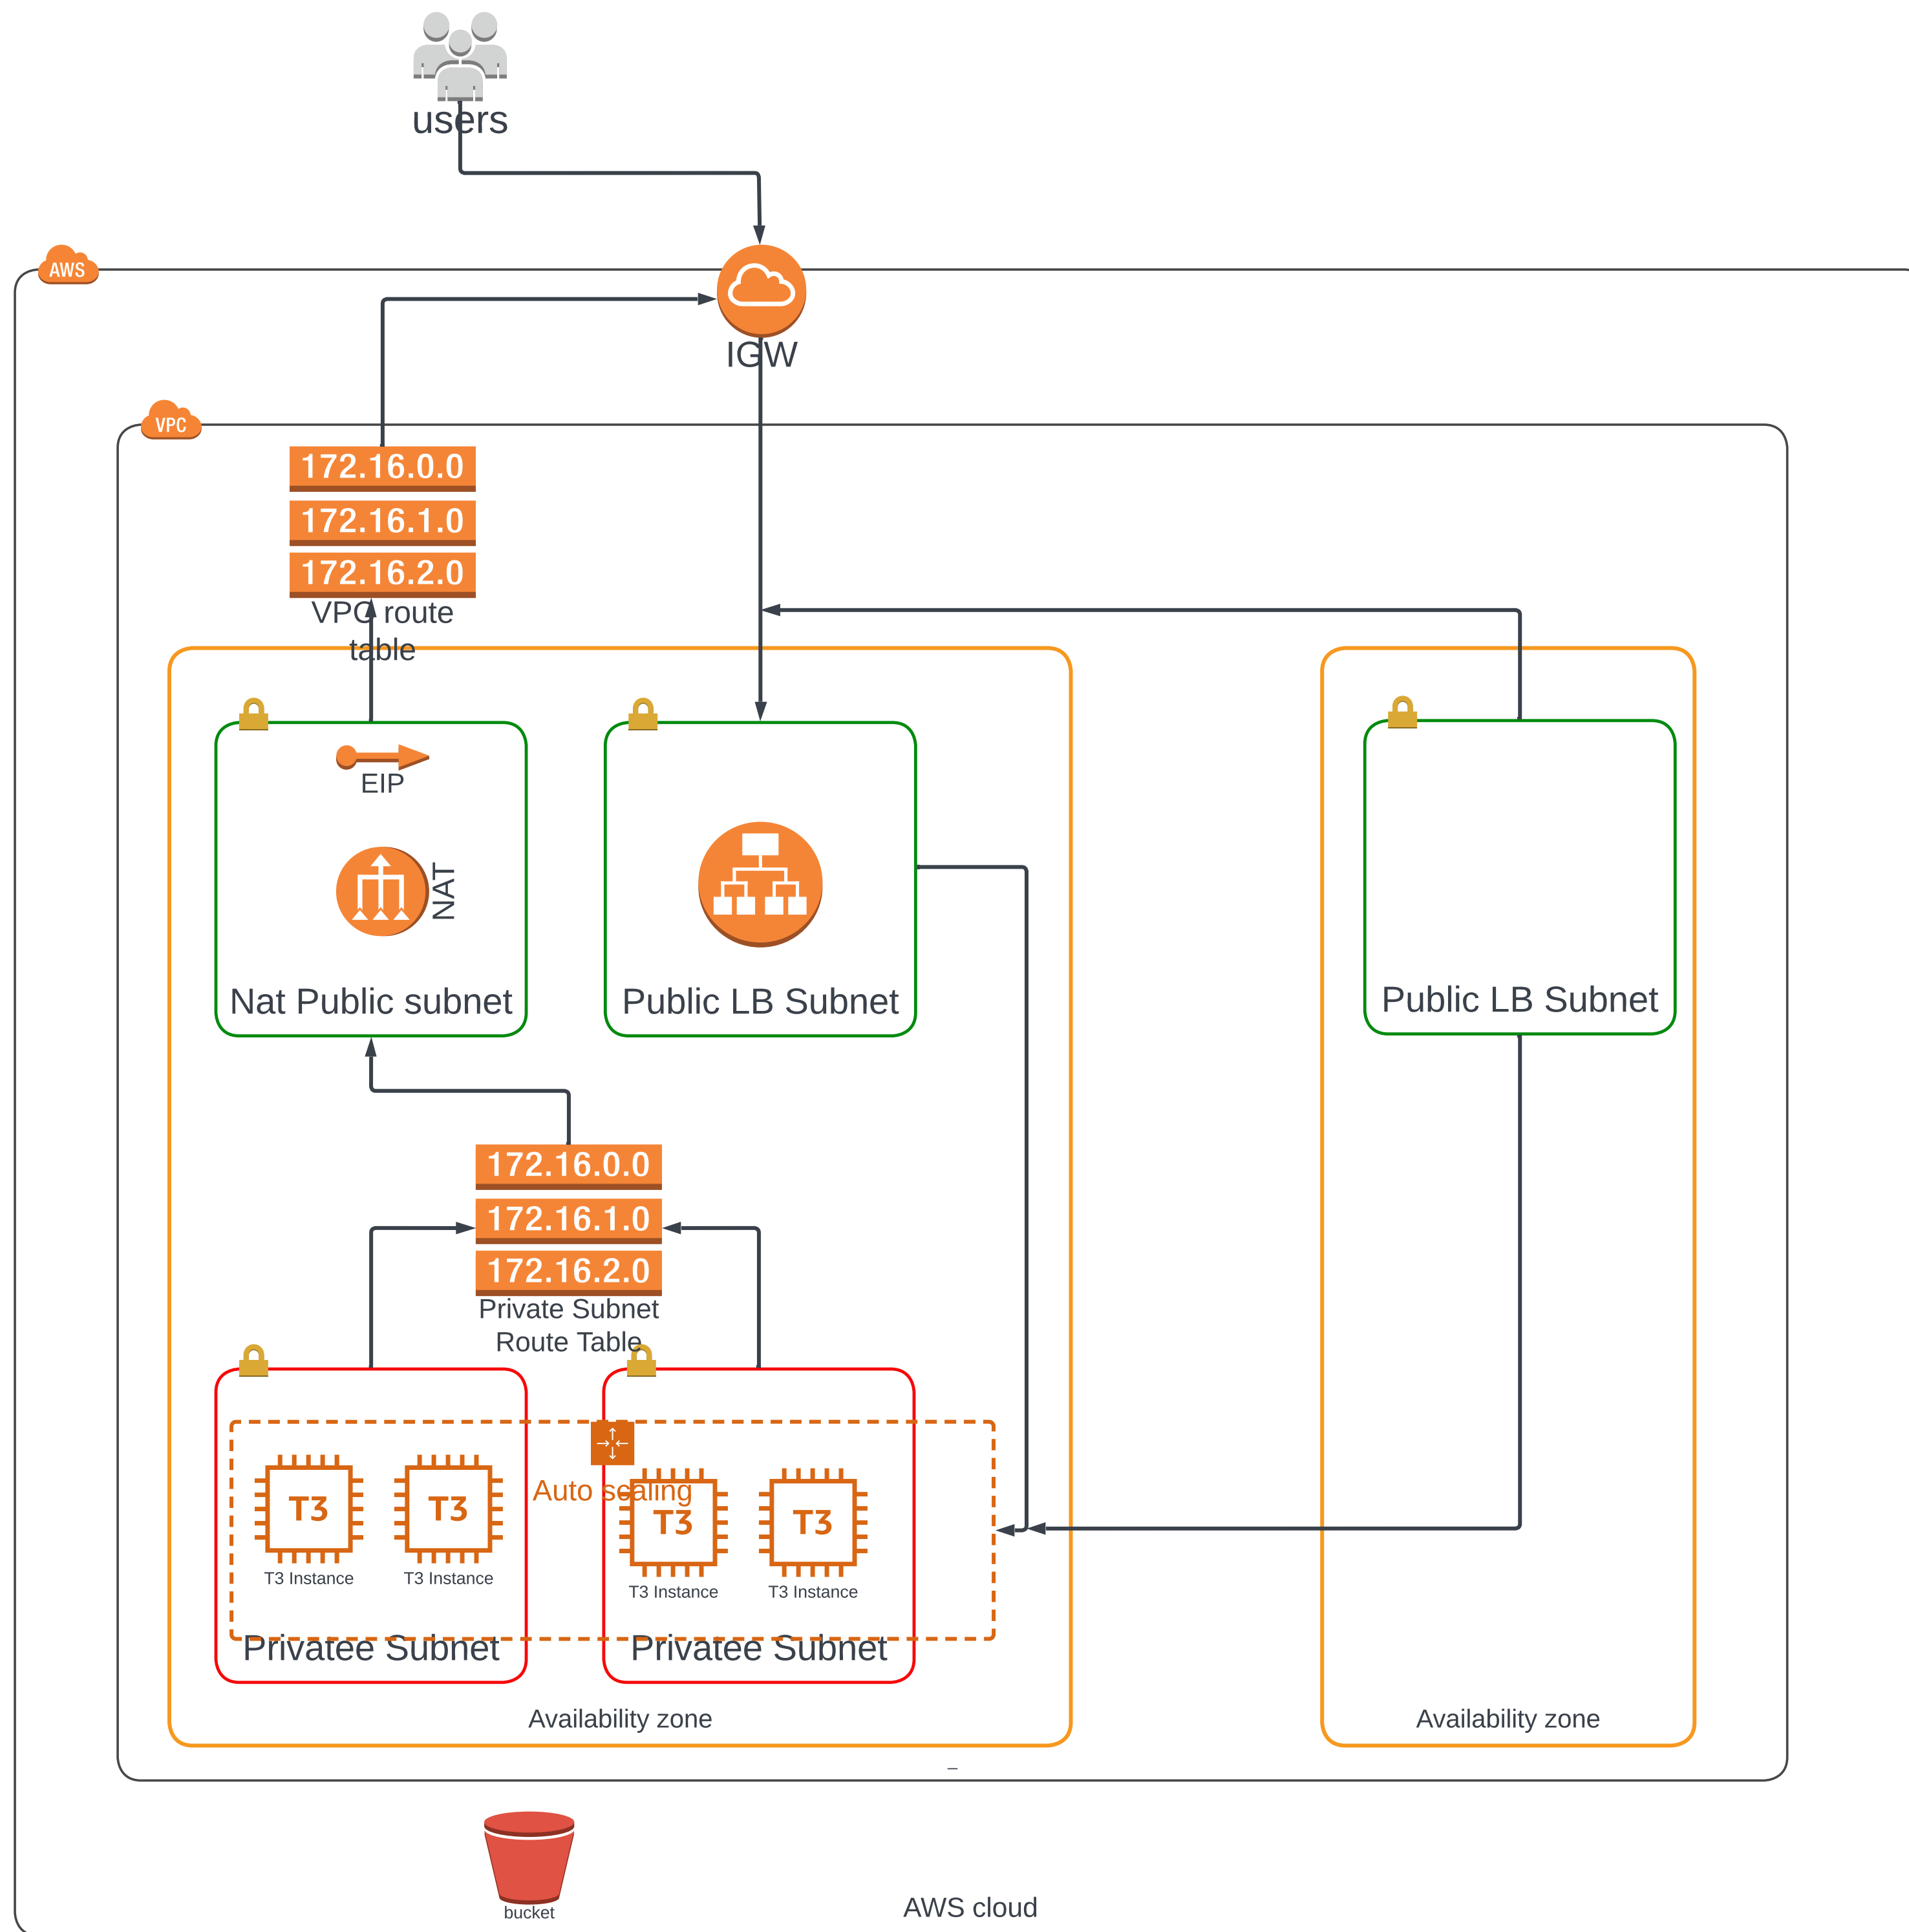 users
AWS
IGW
VPC
172.16.0.0
172.16.1.0
172.16.2.0
VPC route
table
EIP
NAT
Nat Public subnet
Public LB Subnet
Public LB Subnet
172.16.0.0
172.16.1.0
172.16.2.0
Private Subnet
Route Table
Auto scaling
T3
T3
T3
T3
T3 Instance
T3 Instance
T3 Instance
T3 Instance
Privatee Subnet
Privatee Subnet
Availability zone
Availability zone
_
bucket
AWS cloud